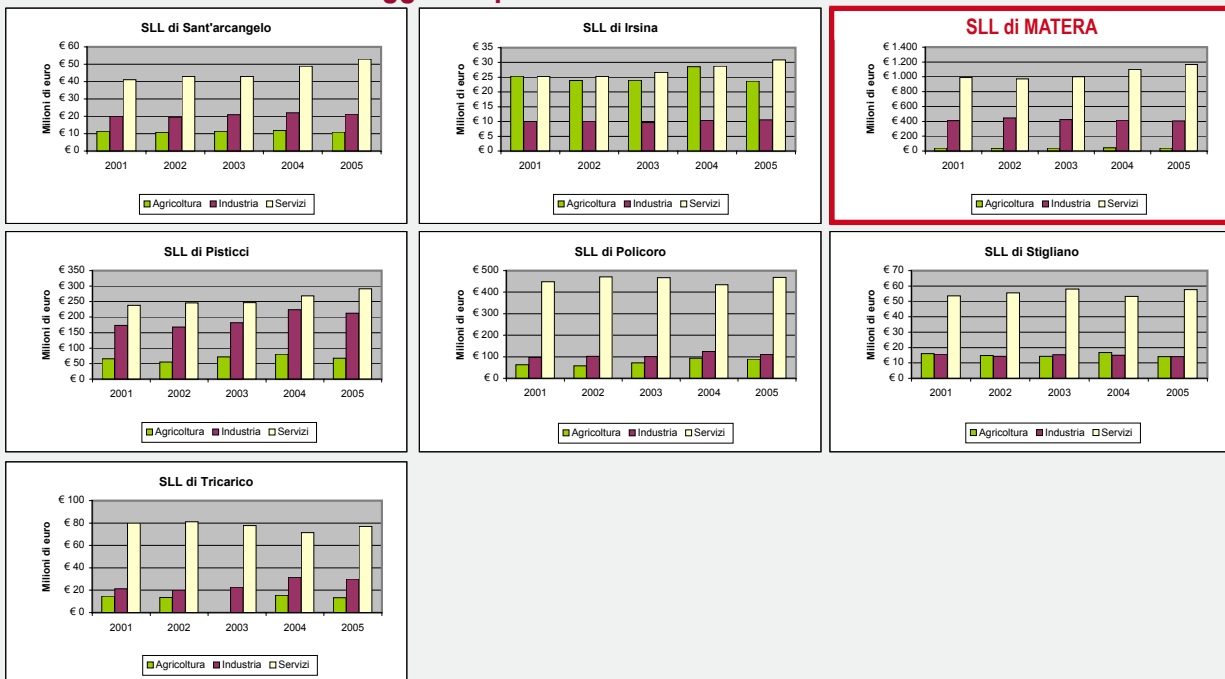 SLL di Sant'arcangelo
Milioni di euro
€ 60
€ 50
€ 40
€ 30
€ 20
€ 10
€ 0
2001 2002 2003 2004 2005
Agricoltura Industria Servizi
SLL di Irsina
Milioni di euro
€ 35
€ 30
€ 25
€ 20
€ 15
€ 10
€ 5
€ 0
2001 2002 2003 2004 2005
Agricoltura Industria Servizi
SLL di MATERA
Milioni di euro
€ 1.400
€ 1.200
€ 1.000
€ 800
€ 600
€ 400
€ 200
€ 0
2001 2002 2003 2004 2005
Agricoltura Industria Servizi
SLL di Pisticci
Milioni di euro
€ 350
€ 300
€ 250
€ 200
€ 150
€ 100
€ 50
€ 0
2001 2002 2003 2004 2005
Agricoltura Industria Servizi
SLL di Policoro
Milioni di euro
€ 500
€ 400
€ 300
€ 200
€ 100
€ 0
2001 2002 2003 2004 2005
Agricoltura Industria Servizi
SLL di Stigliano
Milioni di euro
€ 70
€ 60
€ 50
€ 40
€ 30
€ 20
€ 10
€ 0
2001 2002 2003 2004 2005
Agricoltura Industria Servizi
SLL di Tricarico
Milioni di euro
€ 100
€ 80
€ 60
€ 40
€ 20
€ 0
2001 2002 2003 2004 2005
Agricoltura Industria Servizi